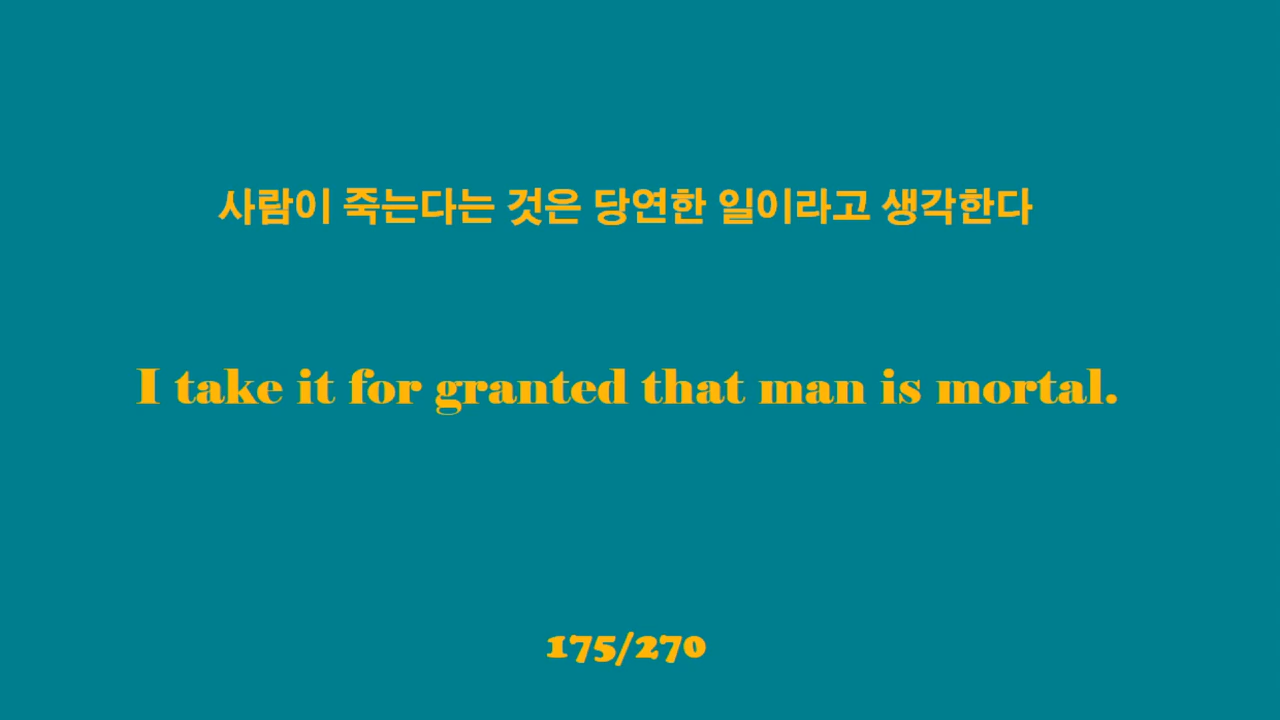 사람이 죽는다는 것은 당연한 일이라고 생각한다
I take it for granted that man is mortal.
175/270